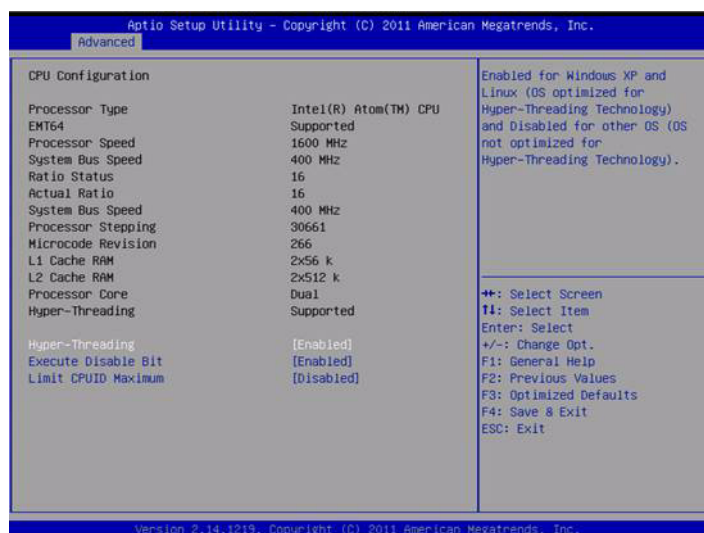 Aptio Setup Utility – Copyright (C) 2011 American Megatrends, Inc.
Advanced
CPU Configuration
Processor Type Intel(R) Atom(TM) CPU
EMT64 Supported
Processor Speed 1600 MHz
System Bus Speed 400 MHz
Ratio Status 16
Actual Ratio 16
System Bus Speed 400 MHz
Processor Stepping 30661
Microcode Revision 266
L1 Cache RAM 2x56 k
L2 Cache RAM 2x512 k
Processor Core Dual
Hyper-Threading Supported
Hyper-Threading [Enabled]
Execute Disable Bit [Enabled]
Limit CPUID Maximum [Disabled]
Enabled for Windows XP and
Linux (OS optimized for
Hyper-Threading Technology)
and Disabled for other OS (OS
not optimized for
Hyper-Threading Technology).
→←: Select Screen
↑↓: Select Item
Enter: Select
+/-: Change Opt.
F1: General Help
F2: Previous Values
F3: Optimized Defaults
F4: Save & Exit
ESC: Exit
Version 2.14.1219. Copyright (C) 2011 American Megatrends, Inc.